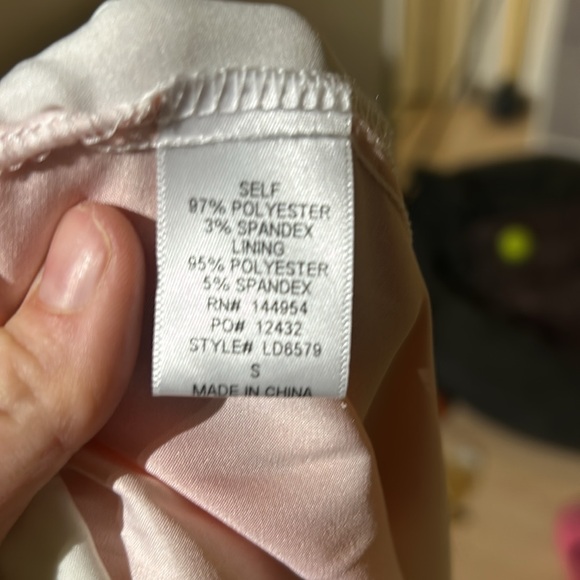 SELF
97% POLYESTER
3% SPANDEX
LINING
95% POLYESTER
5% SPANDEX
RN# 144954
PO# 12432
STYLE# LD6579
S
MADE IN CHINA